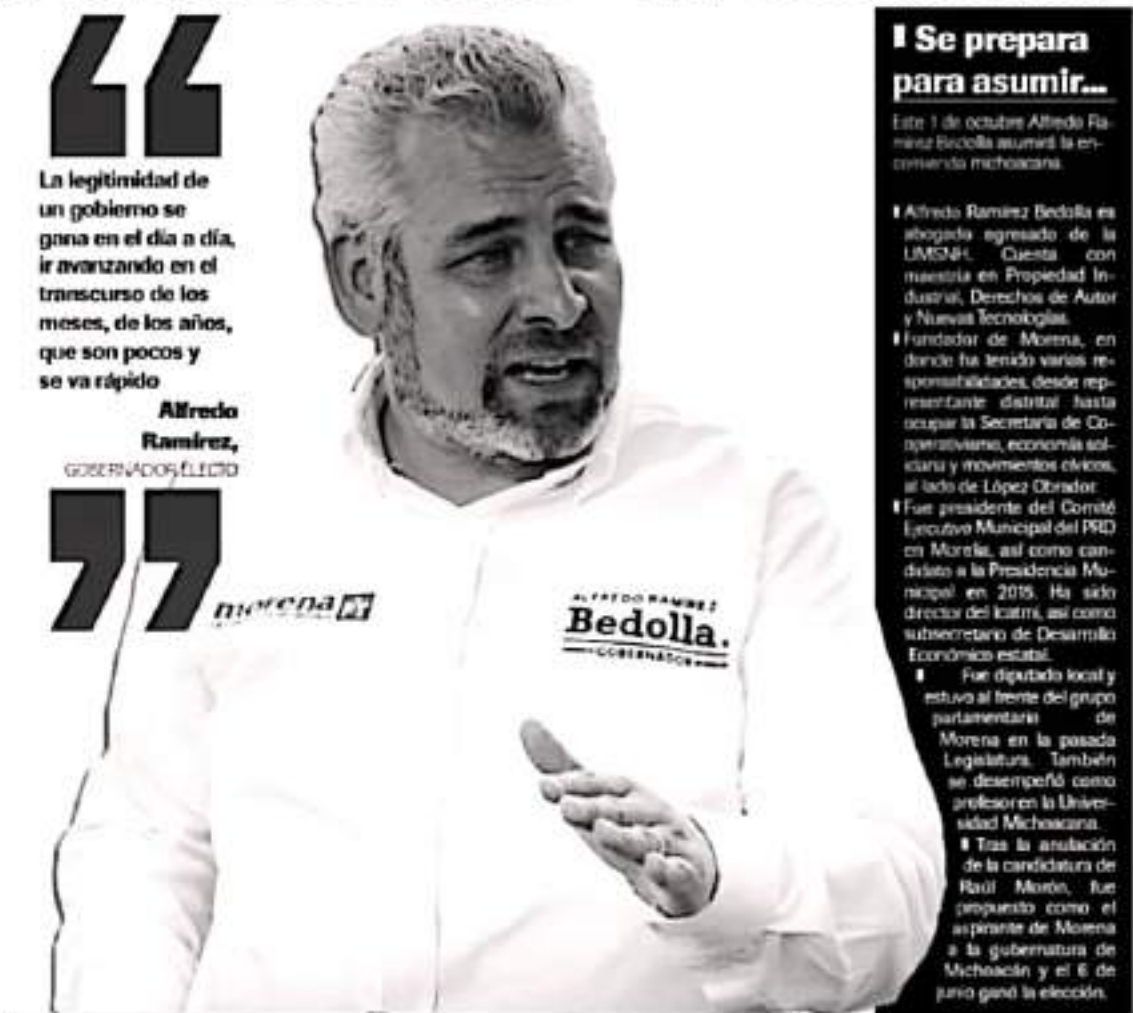 La legitimidad de
un gobierno se
gana en el día a día,
ir avanzando en el
transcurso de los
meses, de los años,
que son pocos y
se va rápido
Alfredo
Ramírez,
GOBERNADOR ELECTO
morena
ALFREDO RAMÍREZ
Bedolla.
GOBERNADOR
Se prepara
para asumir...
Este 1 de octubre Alfredo Ra-
mírez Bedolla asumirá la en-
comienda michoacana.
Alfredo Ramírez Bedolla es
abogado egresado de la
UMSNH. Cuenta con
maestría en Propiedad In-
dustrial, Derechos de Autor
y Nuevas Tecnologías.
Fundador de Morena, en
donde ha tenido varias re-
sponsabilidades, desde rep-
resentante distrital hasta
ocupar la Secretaría de Co-
operativismo, economía sol-
idaria y movimientos cívicos,
al lado de López Obrador.
Fue presidente del Comité
Ejecutivo Municipal del PRD
en Morelia, así como can-
didato a la Presidencia Mu-
nicipal en 2015. Ha sido
director del Icatmi, así como
subsecretario de Desarrollo
Económico estatal.
Fue diputado local y
estuvo al frente del grupo
parlamentario de
Morena en la pasada
Legislatura. También
se desempeñó como
profesor en la Univer-
sidad Michoacana.
Tras la anulación
de la candidatura de
Raúl Morón, fue
propuesto como el
aspirante de Morena
a la gubernatura de
Michoacán y el 6 de
junio ganó la elección.